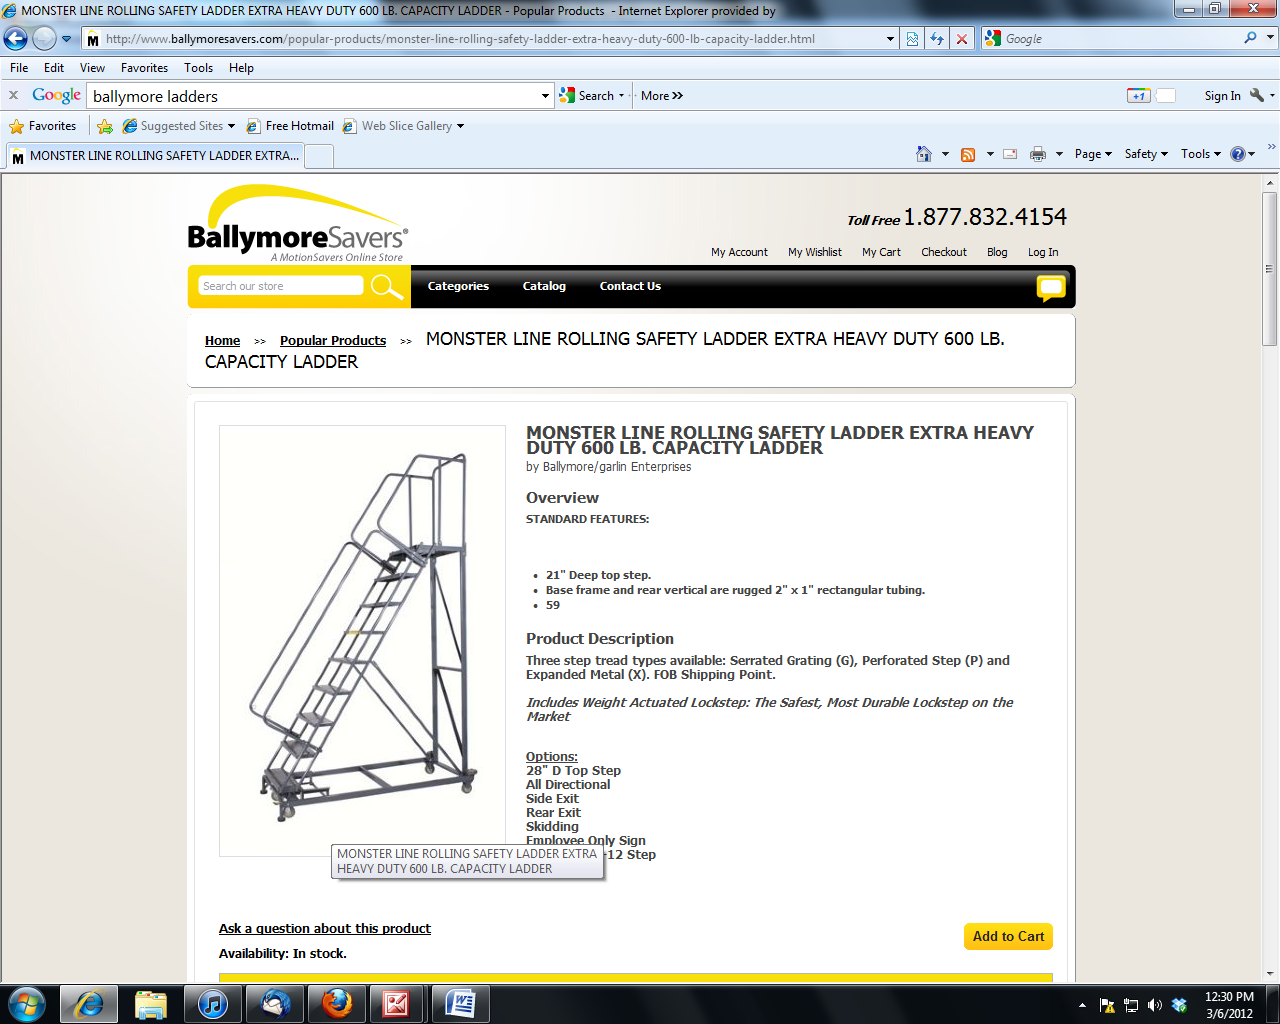 MONSTER LINE ROLLING SAFETY LADDER EXTRA HEAVY DUTY 600 LB. CAPACITY LADDER - Popular Products - Internet Explorer provided by
http://www.ballymoresavers.com/popular-products/monster-line-rolling-safety-ladder-extra-heavy-duty-600-lb-capacity-ladder.html
Google
File Edit View Favorites Tools Help
x Google ballymore ladders Search More »
+1 Sign In
Favorites Suggested Sites Free Hotmail Web Slice Gallery
M MONSTER LINE ROLLING SAFETY LADDER EXTRA...
Page Safety Tools »
BallymoreSavers®
A MotionSavers Online Store
Toll Free 1.877.832.4154
My Account My Wishlist My Cart Checkout Blog Log In
Search our store
Categories Catalog Contact Us
Home >> Popular Products >> MONSTER LINE ROLLING SAFETY LADDER EXTRA HEAVY DUTY 600 LB.
CAPACITY LADDER
MONSTER LINE ROLLING SAFETY LADDER EXTRA HEAVY
DUTY 600 LB. CAPACITY LADDER
by Ballymore/garlin Enterprises
Overview
STANDARD FEATURES:
• 21" Deep top step.
• Base frame and rear vertical are rugged 2" x 1" rectangular tubing.
• 59
Product Description
Three step tread types available: Serrated Grating (G), Perforated Step (P) and
Expanded Metal (X). FOB Shipping Point.
Includes Weight Actuated Lockstep: The Safest, Most Durable Lockstep on the
Market
Options:
28" D Top Step
All Directional
Side Exit
Rear Exit
Skidding
Employee Only Sign
-12 Step
MONSTER LINE ROLLING SAFETY LADDER EXTRA
HEAVY DUTY 600 LB. CAPACITY LADDER
Ask a question about this product
Add to Cart
Availability: In stock.
12:30 PM
3/6/2012